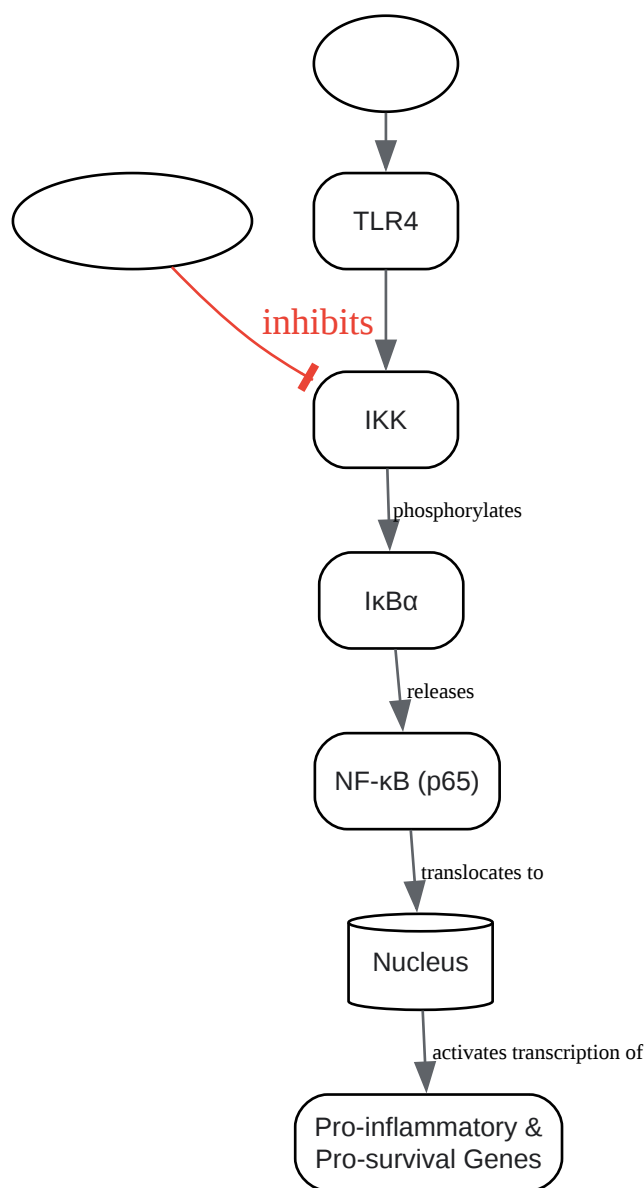 TLR4
inhibits
IKK
phosphorylates
IκBα
releases
NF-κB (p65)
translocates to
Nucleus
activates transcription of
Pro-inflammatory &
Pro-survival Genes